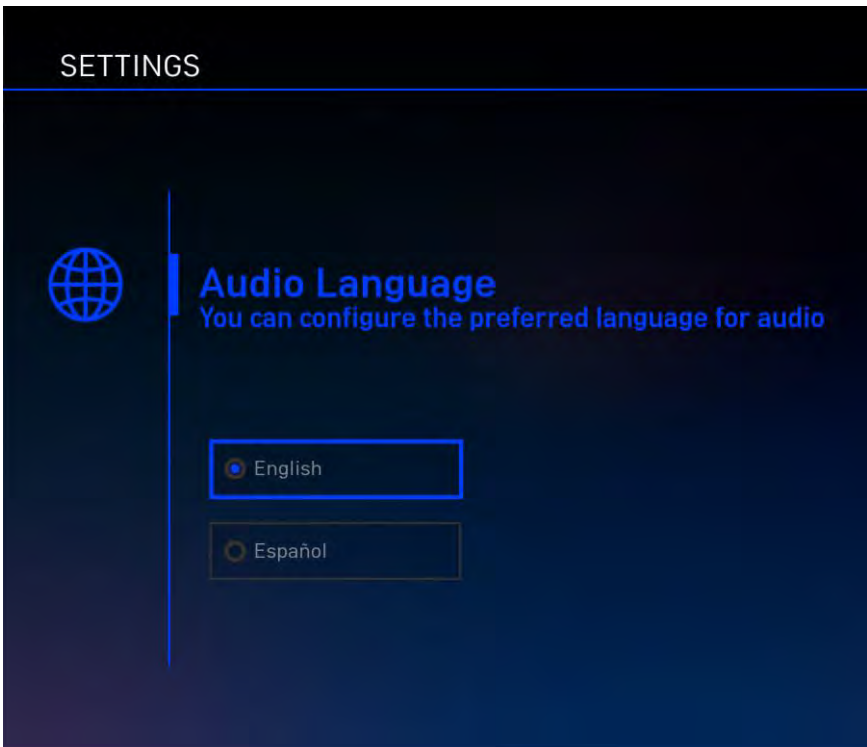 SETTINGS
Audio Language
You can configure the preferred language for audio
English
Español